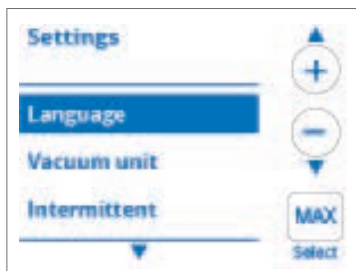 Settings
+
Language
−
Vacuum unit
Intermittent
MAX
Select